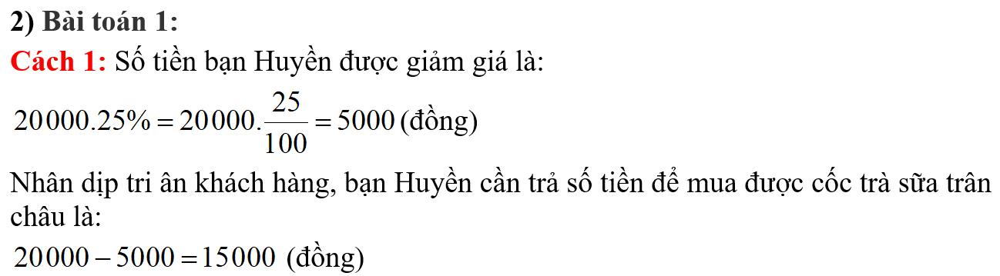 2) Bài toán 1:
Cách 1: Số tiền bạn Huyền được giảm giá là:
20000.25% = 20000.\frac{25}{100} = 5000 (đồng)
Nhân dịp tri ân khách hàng, bạn Huyền cần trả số tiền để mua được cốc trà sữa trân
châu là:
20000 − 5000 = 15000 (đồng)